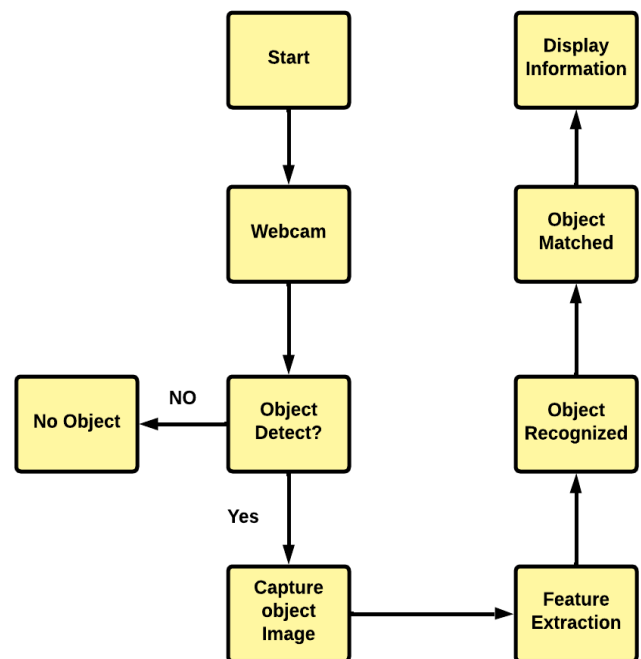 Start
Webcam
Object
Detect?
NO
No Object
Yes
Capture
object
Image
Feature
Extraction
Object
Recognized
Object
Matched
Display
Information